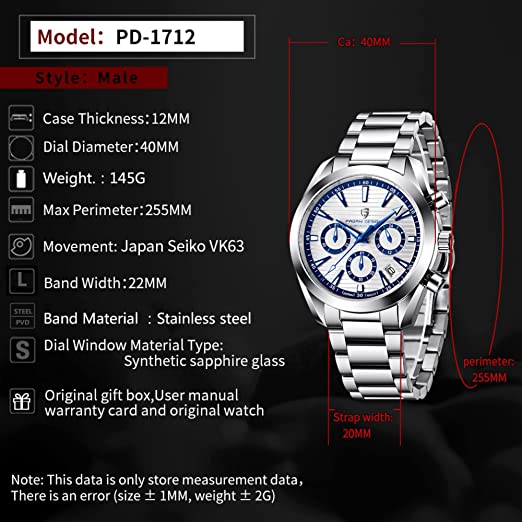 Model: PD-1712
Ca: 40MM
Style: Male
Case Thickness:12MM
Dial Diameter:40MM
Weight. : 145G
Max Perimeter:255MM
Movement: Japan Seiko VK63
L
Band Width:22MM
STEEL
PVD
Band Material : Stainless steel
S
Dial Window Material Type:
Synthetic sapphire glass
Original gift box,User manual
warranty card and original watch
PAGANI DESIGN
perimeter:
255MM
Strap width:
20MM
Note: This data is only store measurement data,
There is an error (size ± 1MM, weight ± 2G)